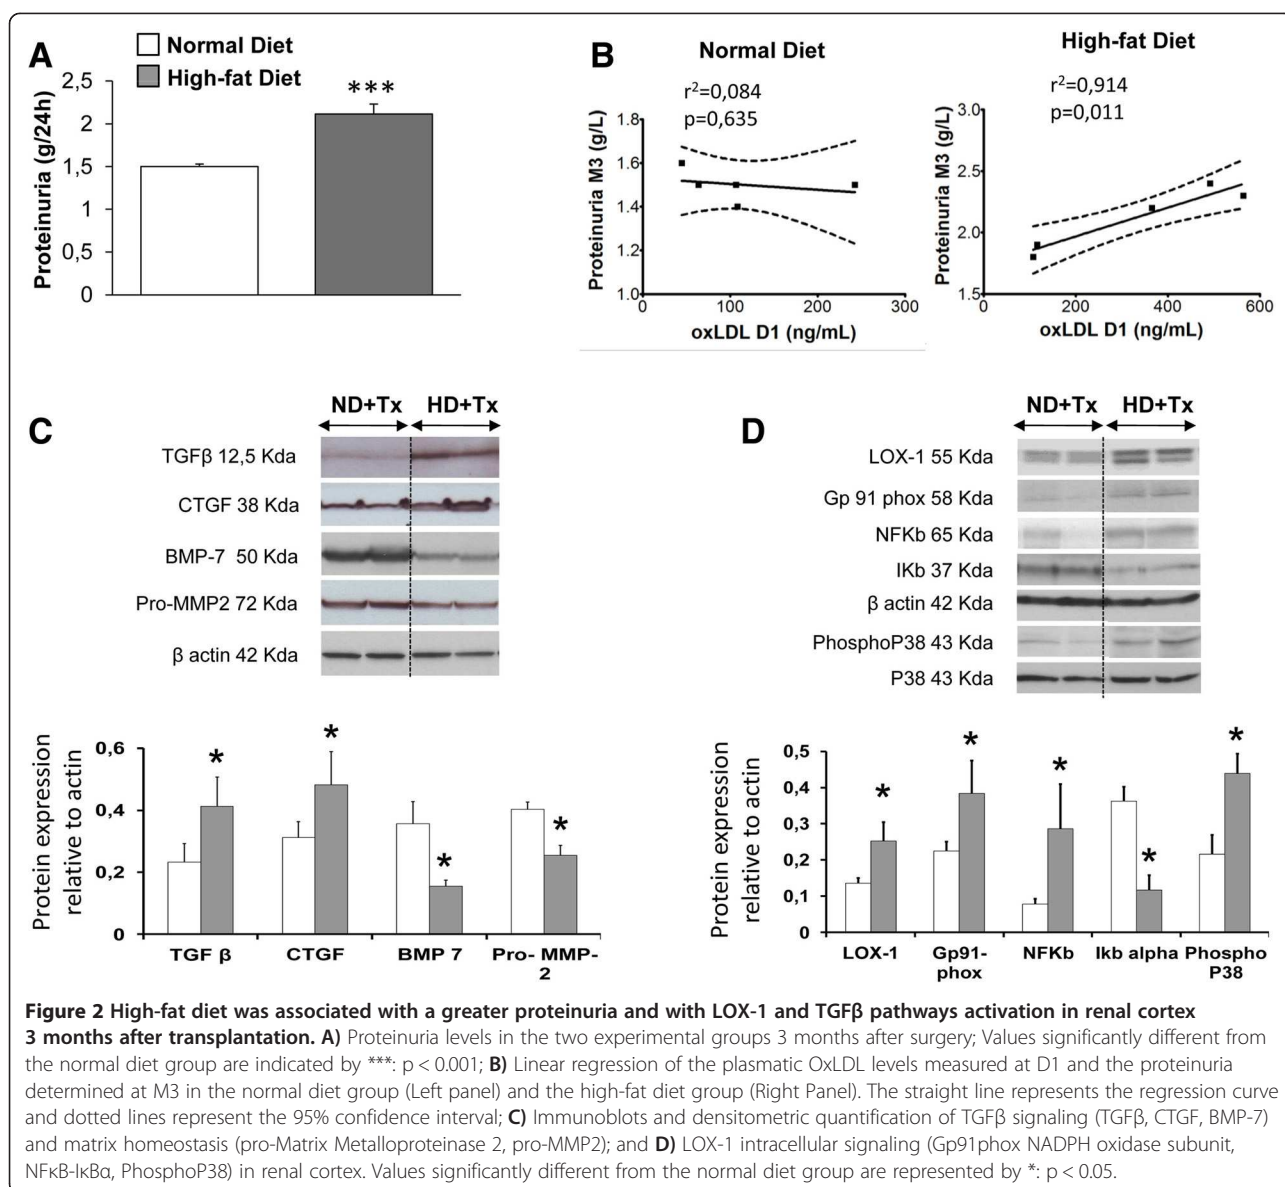 A
Normal Diet
High-fat Diet
Proteinuria (g/24h)
2,5
2
1,5
1
0,5
0
***
B
Normal Diet
r²=0,084
p=0,635
Proteinuria M3 (g/L)
1.8
1.6
1.4
1.2
1.0
0 100 200 300
oxLDL D1 (ng/mL)
High-fat Diet
r²=0,914
p=0,011
Proteinuria M3 (g/L)
3.0
2.5
2.0
1.5
0 200 400 600
oxLDL D1 (ng/mL)
C
ND+Tx HD+Tx
TGFβ 12,5 Kda
CTGF 38 Kda
BMP-7 50 Kda
Pro-MMP2 72 Kda
β actin 42 Kda
Protein expression
relative to actin
0,6
0,4
0,2
0
* * * *
TGF β CTGF BMP 7 Pro- MMP-
2
D
ND+Tx HD+Tx
LOX-1 55 Kda
Gp 91 phox 58 Kda
NFKb 65 Kda
IKb 37 Kda
β actin 42 Kda
PhosphoP38 43 Kda
P38 43 Kda
Protein expression
relative to actin
0,5
0,4
0,3
0,2
0,1
0
* * * * *
LOX-1 Gp91- NFKb Ikb alpha Phospho
phox P38
Figure 2 High-fat diet was associated with a greater proteinuria and with LOX-1 and TGFβ pathways activation in renal cortex
3 months after transplantation. A) Proteinuria levels in the two experimental groups 3 months after surgery; Values significantly different from
the normal diet group are indicated by ***: p < 0.001; B) Linear regression of the plasmatic OxLDL levels measured at D1 and the proteinuria
determined at M3 in the normal diet group (Left panel) and the high-fat diet group (Right Panel). The straight line represents the regression curve
and dotted lines represent the 95% confidence interval; C) Immunoblots and densitometric quantification of TGFβ signaling (TGFβ, CTGF, BMP-7)
and matrix homeostasis (pro-Matrix Metalloproteinase 2, pro-MMP2); and D) LOX-1 intracellular signaling (Gp91phox NADPH oxidase subunit,
NFκB-IκBα, PhosphoP38) in renal cortex. Values significantly different from the normal diet group are represented by *: p < 0.05.